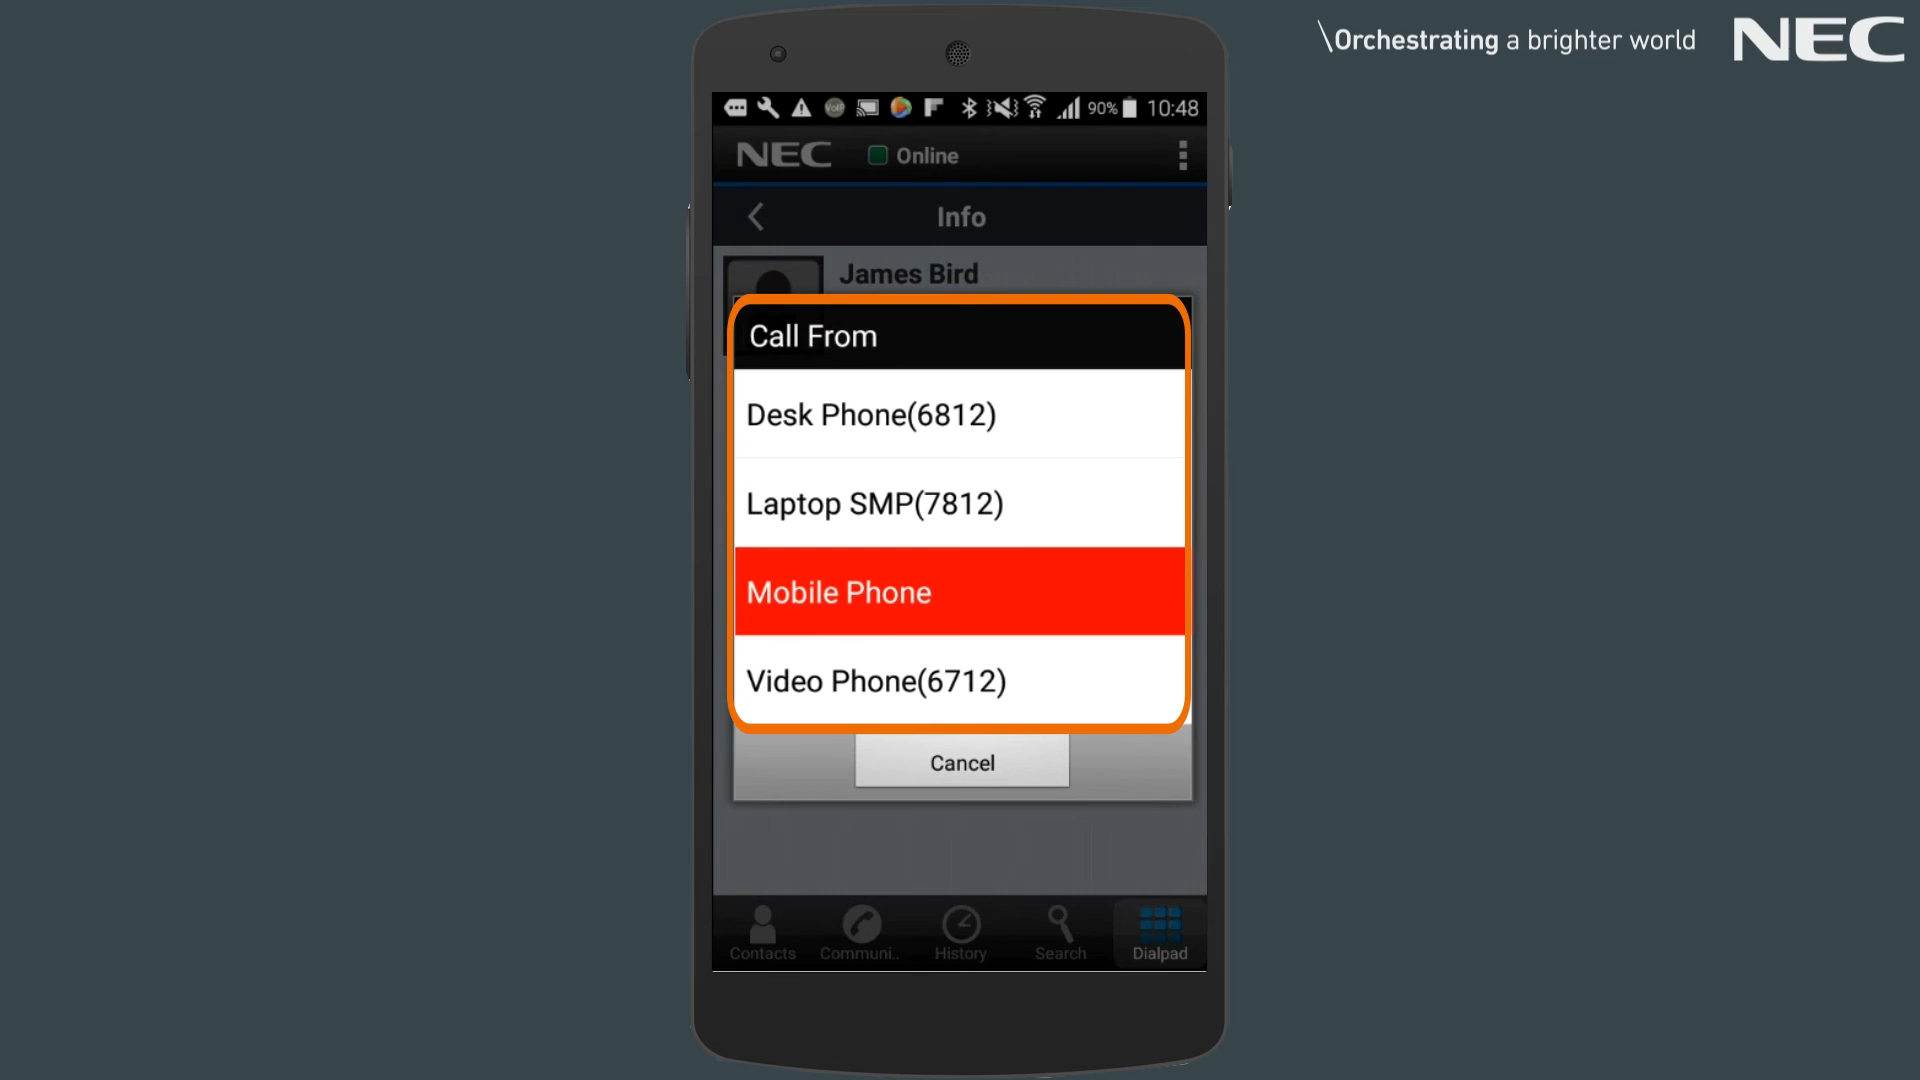 \Orchestrating a brighter world NEC
VoIP 90% 10:48
NEC Online
Info
James Bird
Call From
Desk Phone(6812)
Laptop SMP(7812)
Mobile Phone
Video Phone(6712)
Cancel
Contacts Communi.. History Search Dialpad